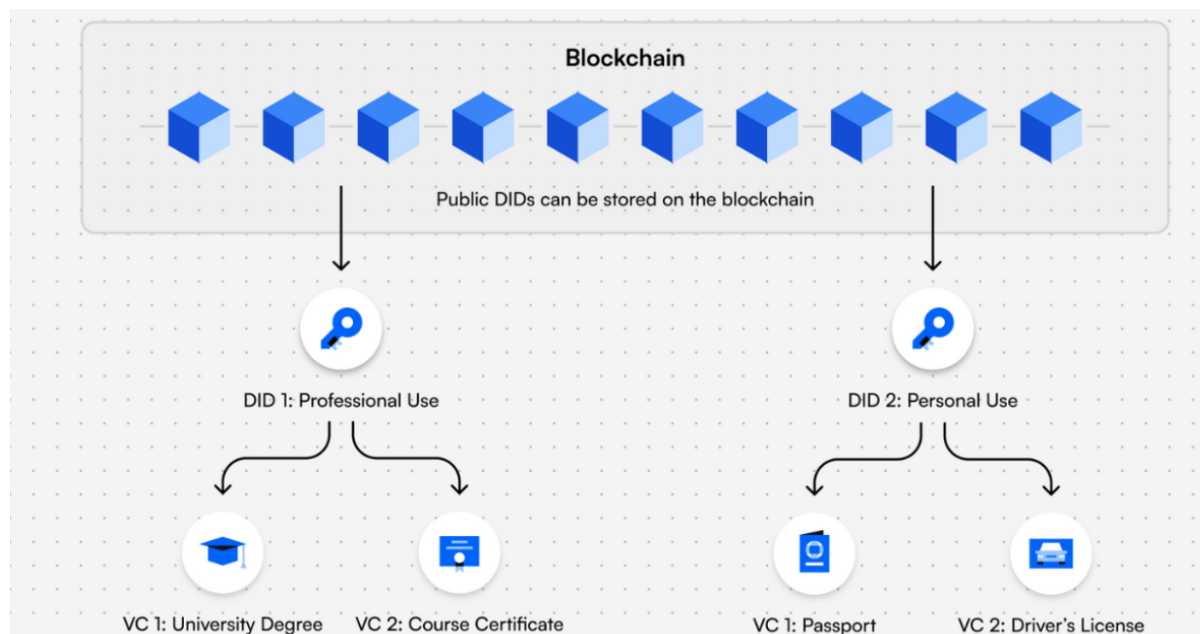 Blockchain
Public DIDs can be stored on the blockchain
DID 1: Professional Use
DID 2: Personal Use
VC 1: University Degree
VC 2: Course Certificate
VC 1: Passport
VC 2: Driver's License